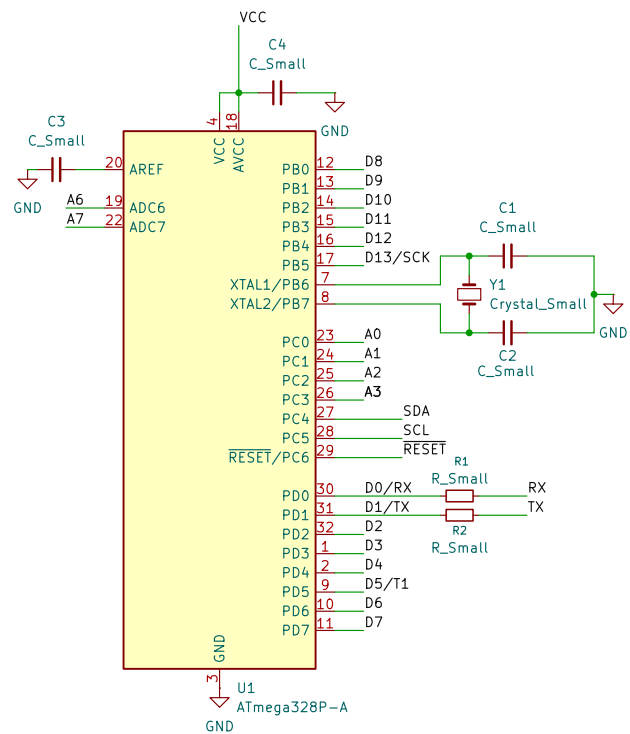 VCC
C4
C_Small
GND
C3
C_Small
GND
4
18
VCC
AVCC
20 AREF
A6 19 ADC6
A7 22 ADC7
PB0 12 D8
PB1 13 D9
PB2 14 D10
PB3 15 D11
PB4 16 D12
PB5 17 D13/SCK
XTAL1/PB6 7
XTAL2/PB7 8
C1
C_Small
Y1
Crystal_Small
GND
C2
C_Small
PC0 23 A0
PC1 24 A1
PC2 25 A2
PC3 26 A3
PC4 27 SDA
PC5 28 SCL
RESET/PC6 29 RESET
R1
R_Small
PD0 30 D0/RX RX
PD1 31 D1/TX TX
R2
R_Small
PD2 32 D2
PD3 1 D3
PD4 2 D4
PD5 9 D5/T1
PD6 10 D6
PD7 11 D7
GND
3
U1
ATmega328P-A
GND